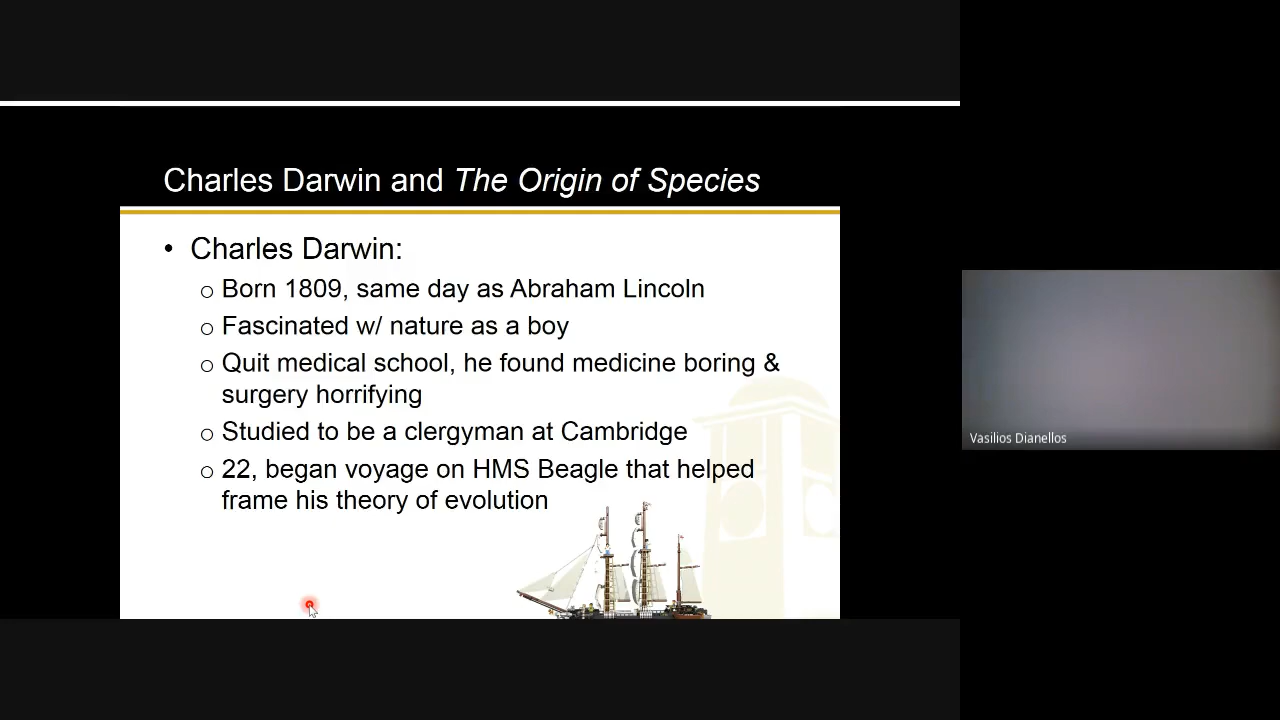 Charles Darwin and The Origin of Species
• Charles Darwin:
o Born 1809, same day as Abraham Lincoln
o Fascinated w/ nature as a boy
o Quit medical school, he found medicine boring &
surgery horrifying
o Studied to be a clergyman at Cambridge
o 22, began voyage on HMS Beagle that helped
frame his theory of evolution
Vasilios Dianellos